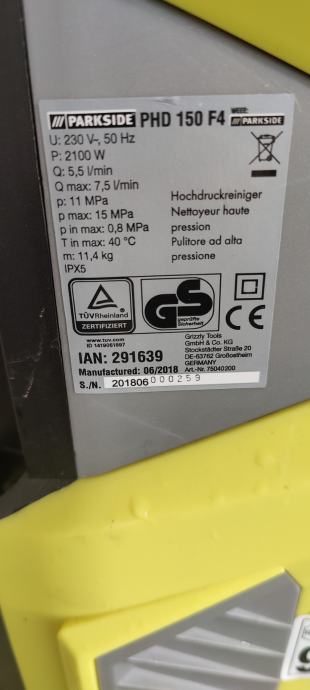 /// PARKSIDE PHD 150 F4 WEEE: /// PARKSIDE
U: 230 V~, 50 Hz
P: 2100 W
Q: 5,5 l/min
Q max: 7,5 l/min
p: 11 MPa
p max: 15 MPa
p in max: 0,8 MPa
T in max: 40 °C
m: 11,4 kg
IPX5
Hochdruckreiniger
Nettoyeur haute
pression
Pulitore ad alta
pressione
TÜVRheinland
ZERTIFIZIERT
GS
geprüfte
Sicherheit
CE
www.tuv.com
ID 1419061897
IAN: 291639
Manufactured: 06/2018
S./N. 201806000259
Grizzly Tools
GmbH & Co. KG
Stockstädter Straße 20
DE-63762 Großostheim
GERMANY
Art.-Nr. 75040200